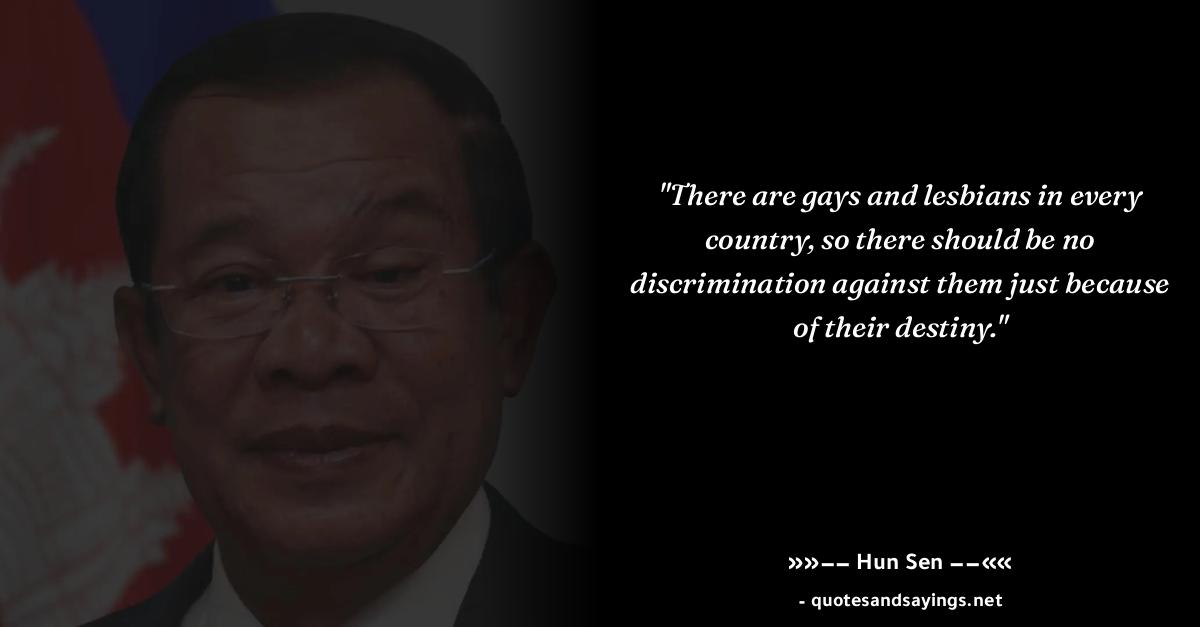 "There are gays and lesbians in every
country, so there should be no
discrimination against them just because
of their destiny."
»»−− Hun Sen −−««
- quotesandsayings.net